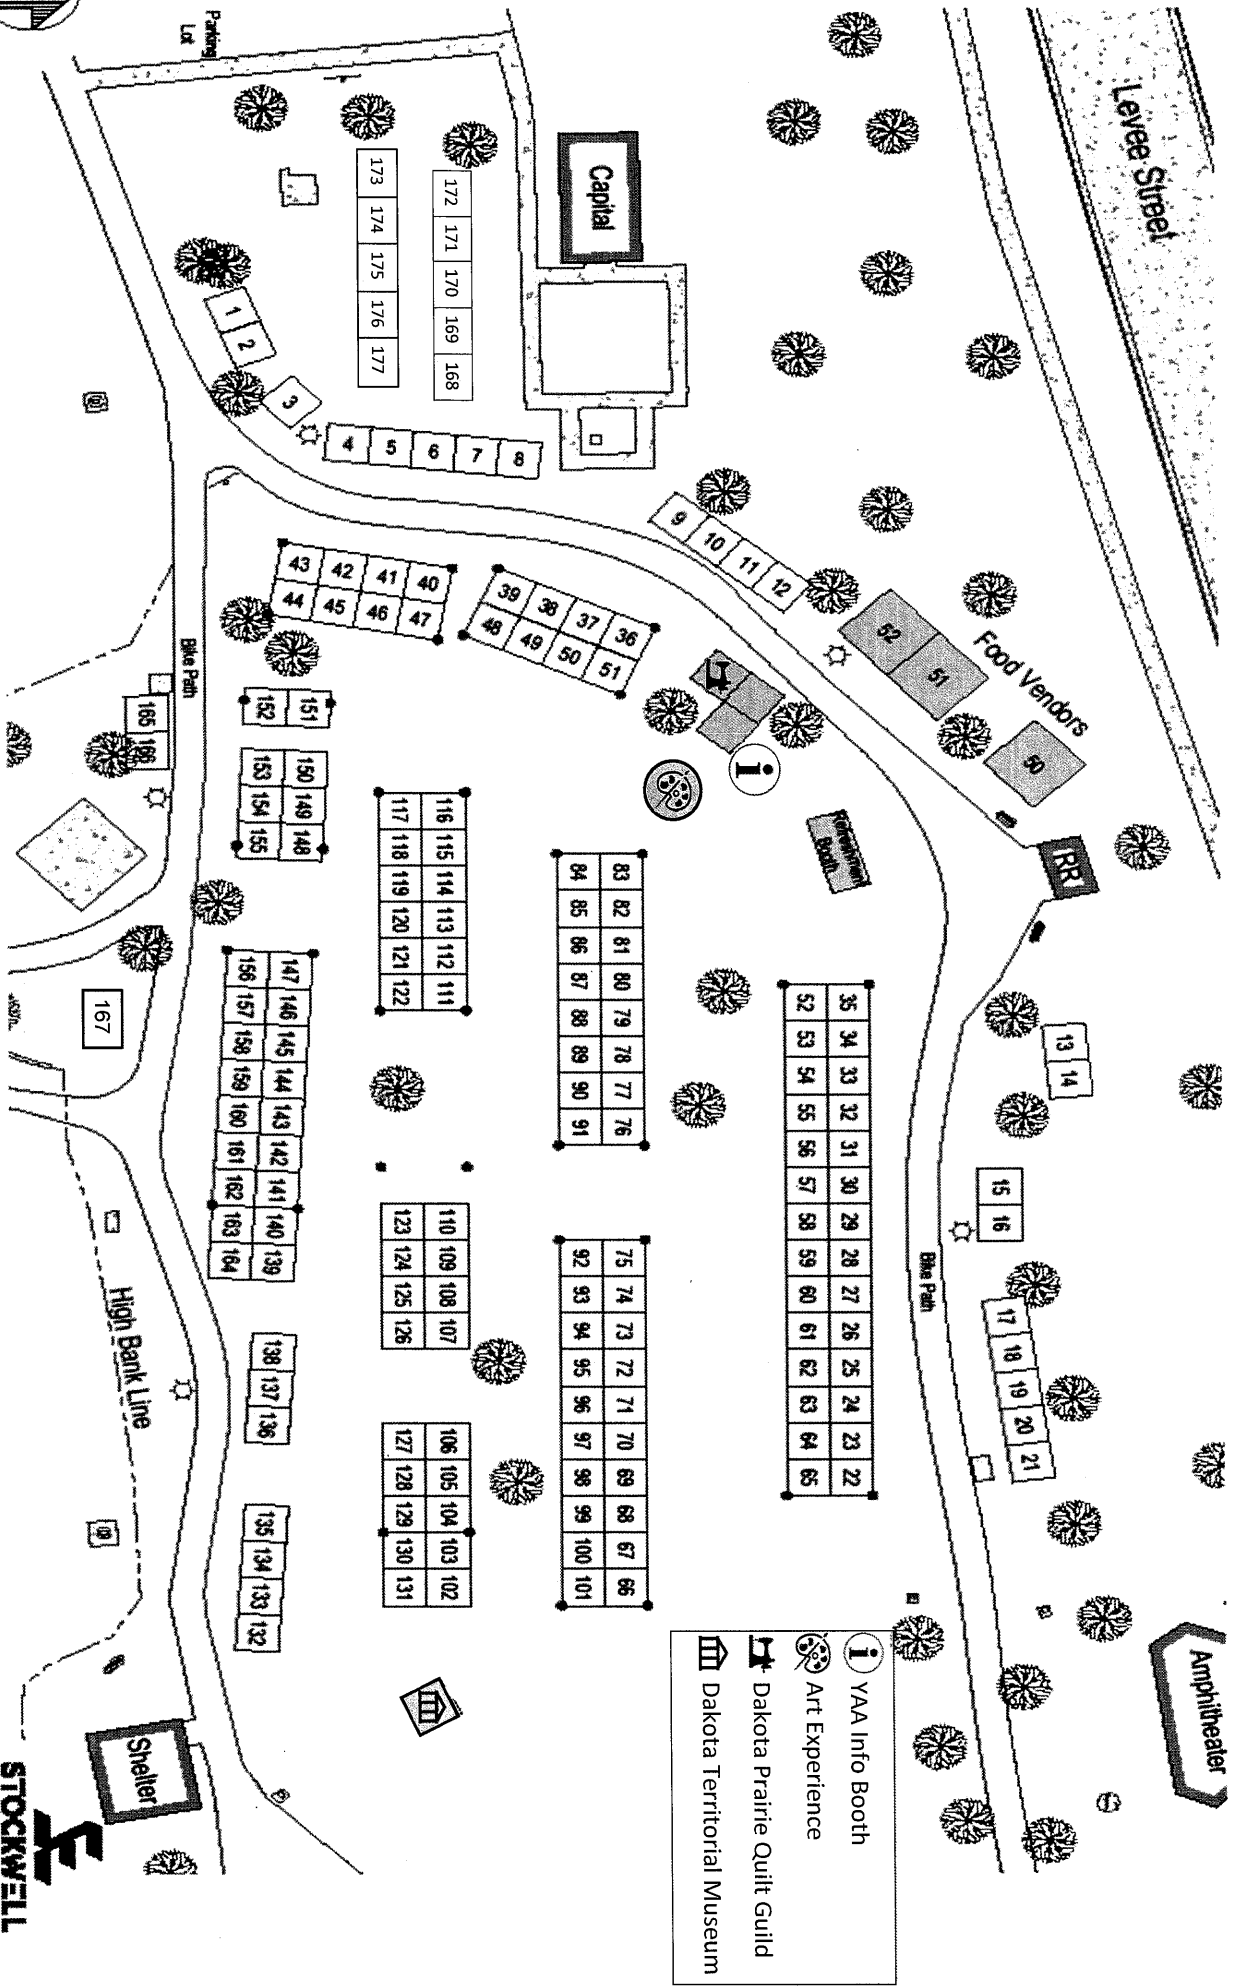 Levee Street
Parking
Lot
Capital
173 174 175 176 177
172 171 170 169 168
1 2
3
4 5 6 7 8
9 10 11 12
52 51
Food Vendors
50
RR
Refreshment
Booth
i
43 42 41 40
44 45 46 47
39 38 37 36
48 49 50 51
Bike Path
152 151
165 166
153 150
154 149
155 148
117 118 119 120 121 122
116 115 114 113 112 111
84 85 86 87 88 89 90 91
83 82 81 80 79 78 77 76
35 34 33 32 31 30 29 28 27 26 25 24 23 22
52 53 54 55 56 57 58 59 60 61 62 63 64 65
13 14
15 16
17 18 19 20 21
Bike Path
147 146 145 144 143 142 141 140 139
156 157 158 159 160 161 162 163 164
167
110 109 108 107
123 124 125 126
75 74 73 72 71 70 69 68 67 66
92 93 94 95 96 97 98 99 100 101
106 105 104 103 102
127 128 129 130 131
138 137 136
135 134 133 132
High Bank Line
Amphitheater
Shelter
i YAA Info Booth
Art Experience
Dakota Prairie Quilt Guild
Dakota Territorial Museum
STOCKWELL